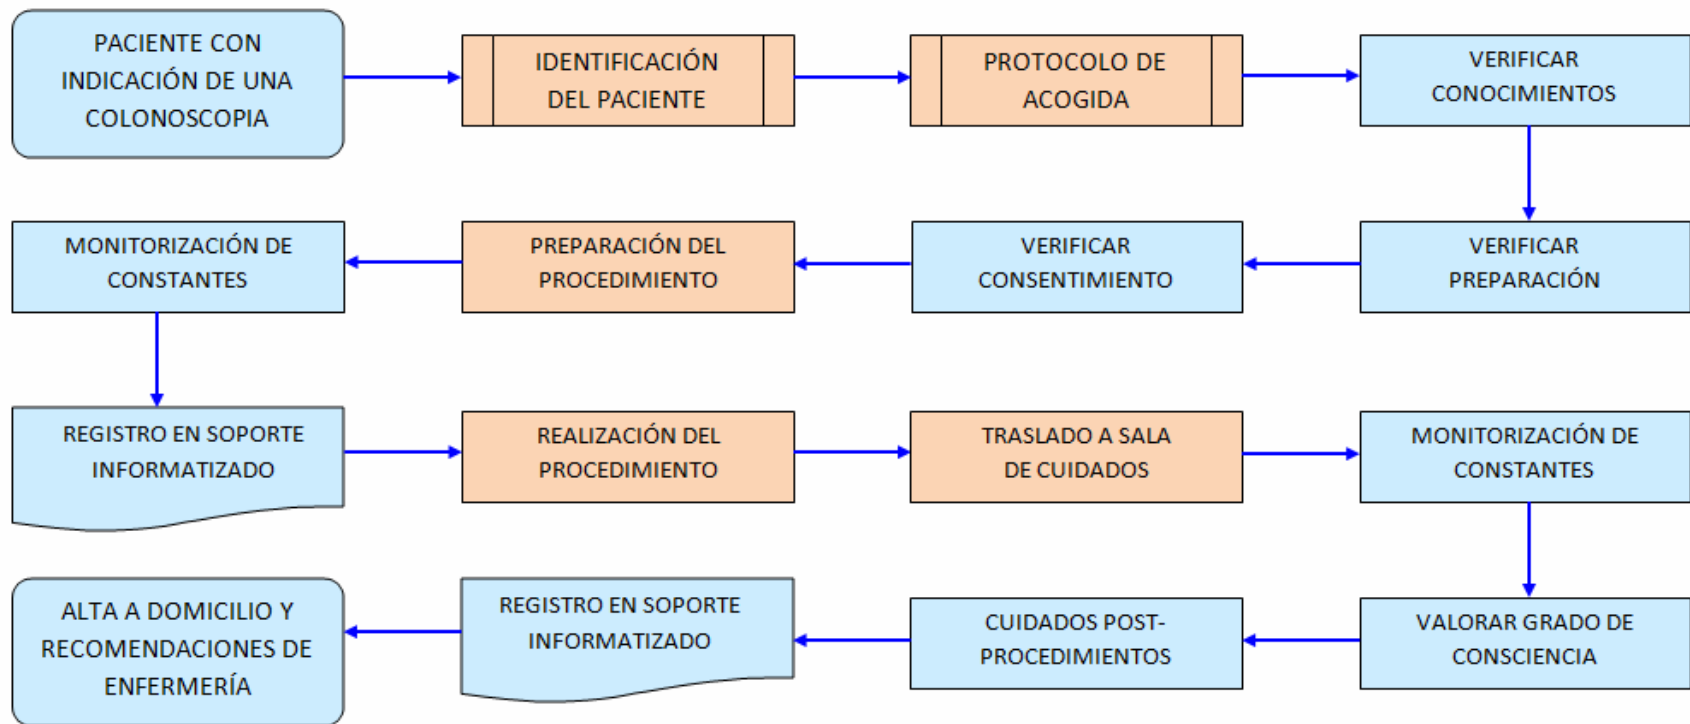 PACIENTE CON
INDICACIÓN DE UNA
COLONOSCOPIA
IDENTIFICACIÓN
DEL PACIENTE
PROTOCOLO DE
ACOGIDA
VERIFICAR
CONOCIMIENTOS
VERIFICAR
PREPARACIÓN
VERIFICAR
CONSENTIMIENTO
PREPARACIÓN DEL
PROCEDIMIENTO
MONITORIZACIÓN DE
CONSTANTES
REGISTRO EN SOPORTE
INFORMATIZADO
REALIZACIÓN DEL
PROCEDIMIENTO
TRASLADO A SALA
DE CUIDADOS
MONITORIZACIÓN DE
CONSTANTES
VALORAR GRADO DE
CONSCIENCIA
CUIDADOS POST-
PROCEDIMIENTOS
REGISTRO EN SOPORTE
INFORMATIZADO
ALTA A DOMICILIO Y
RECOMENDACIONES DE
ENFERMERÍA